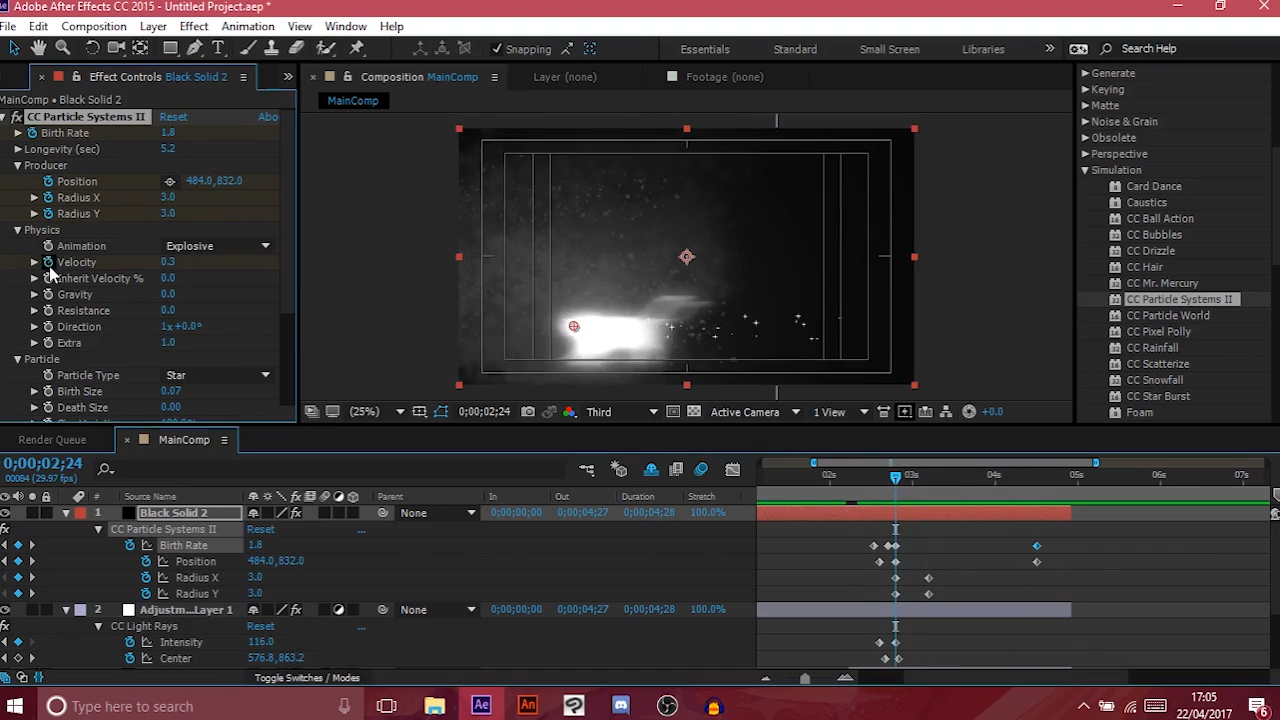 Adobe After Effects CC 2015 - Untitled Project.aep *
File Edit Composition Layer Effect Animation View Window Help
Snapping Essentials Standard Small Screen Libraries Search Help
Effect Controls Black Solid 2 Composition MainComp Layer (none) Footage (none)
MainComp • Black Solid 2
MainComp
CC Particle Systems II Reset Abo
Birth Rate 1.8
Longevity (sec) 5.2
Producer
Position 484.0,832.0
Radius X 3.0
Radius Y 3.0
Physics
Animation Explosive
Velocity 0.3
Inherit Velocity % 0.0
Gravity 0.0
Resistance 0.0
Direction 1x+0.0°
Extra 1.0
Particle
Particle Type Star
Birth Size 0.07
Death Size 0.00
Generate
Keying
Matte
Noise & Grain
Obsolete
Perspective
Simulation
Card Dance
Caustics
CC Ball Action
CC Bubbles
CC Drizzle
CC Hair
CC Mr. Mercury
CC Particle Systems II
CC Particle World
CC Pixel Polly
CC Rainfall
CC Scatterize
CC Snowfall
CC Star Burst
Foam
(25%) 0;00;02;24 Third Active Camera 1 View +0.0
Render Queue MainComp
0;00;02;24
00084 (29.97 fps)
02s 03s 04s 05s 06s 07s
# Source Name Parent In Out Duration Stretch
1 Black Solid 2 None 0;00;00;00 0;00;04;27 0;00;04;28 100.0%
CC Particle Systems II Reset ...
Birth Rate 1.8
Position 484.0,832.0
Radius X 3.0
Radius Y 3.0
2 Adjustm...Layer 1 None 0;00;00;00 0;00;04;27 0;00;04;28 100.0%
CC Light Rays Reset ...
Intensity 116.0
Center 576.8,863.2
Toggle Switches / Modes
Type here to search
Ae An
17:05
22/04/2017
6